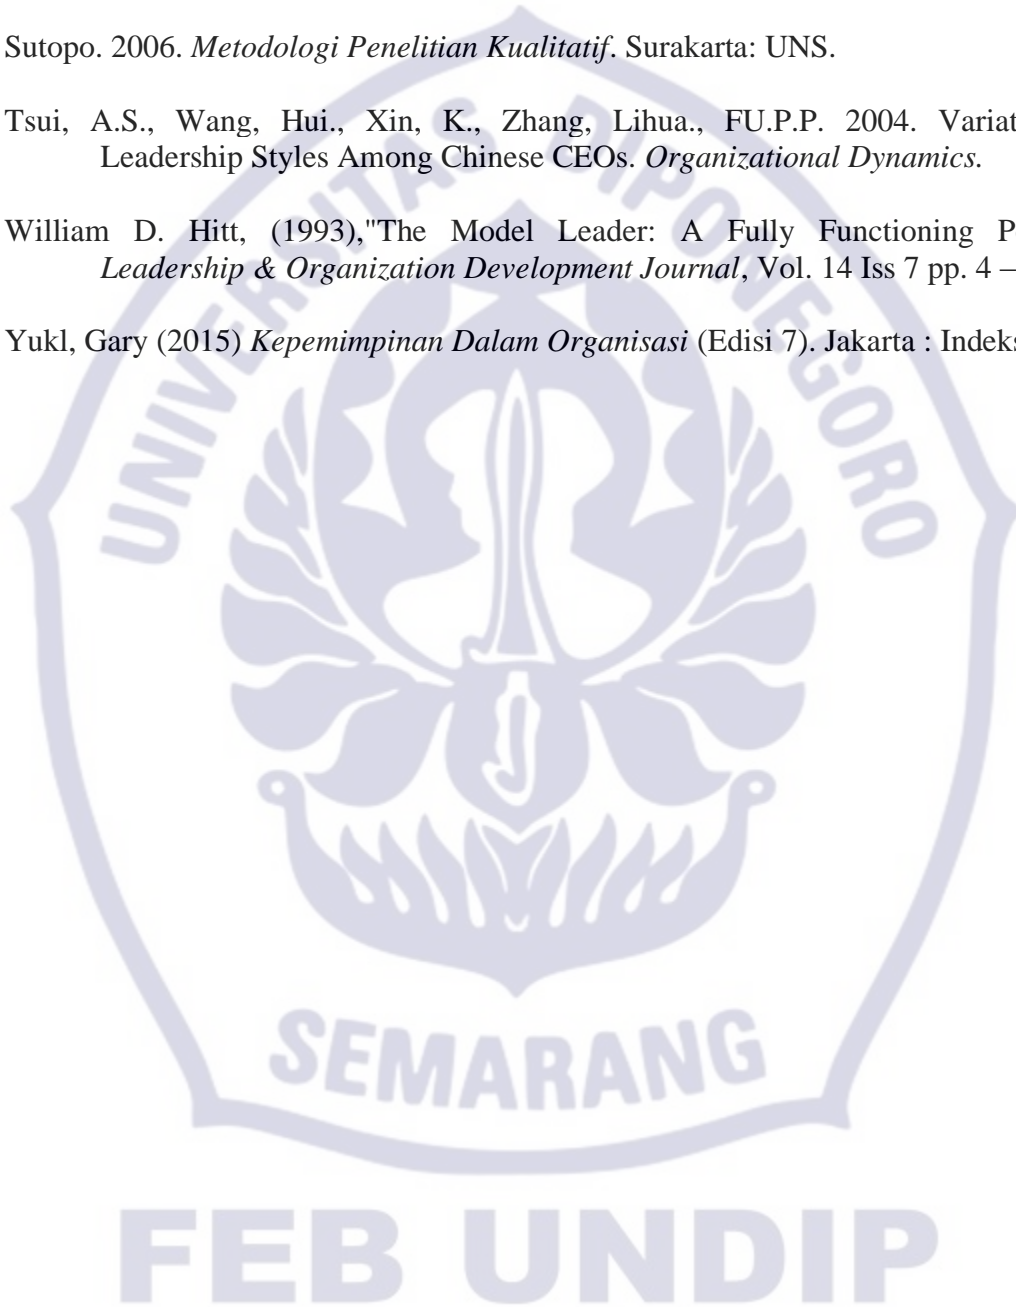 Sutopo. 2006. Metodologi Penelitian Kualitatif. Surakarta: UNS.
Tsui, A.S., Wang, Hui., Xin, K., Zhang, Lihua., FU.P.P. 2004. Variat
Leadership Styles Among Chinese CEOs. Organizational Dynamics.
William D. Hitt, (1993),"The Model Leader: A Fully Functioning P
Leadership & Organization Development Journal, Vol. 14 Iss 7 pp. 4 –
Yukl, Gary (2015) Kepemimpinan Dalam Organisasi (Edisi 7). Jakarta : Indeks
UNIVERSITAS DIPONEGORO
SEMARANG
FEB UNDIP